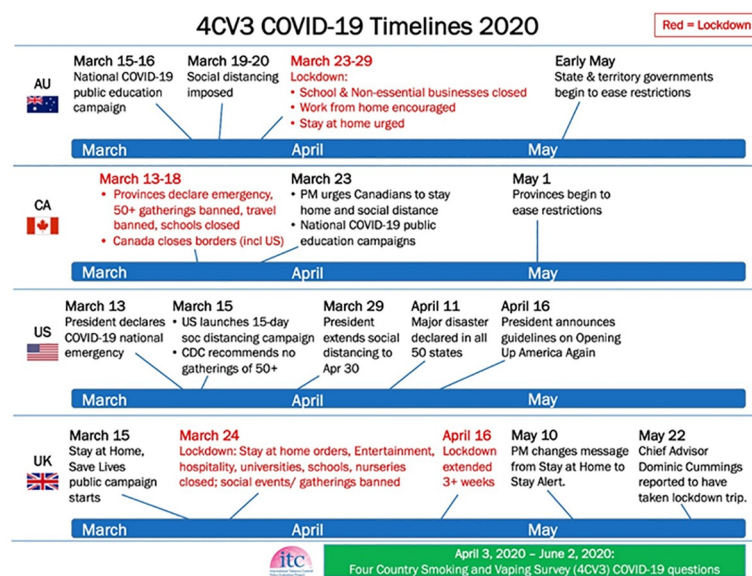 4CV3 COVID-19 Timelines 2020
Red = Lockdown
AU
March 15-16
National COVID-19
public education
campaign
March 19-20
Social distancing
imposed
March 23-29
Lockdown:
• School & Non-essential businesses closed
• Work from home encouraged
• Stay at home urged
Early May
State & territory governments
begin to ease restrictions
March
April
May
CA
March 13-18
• Provinces declare emergency,
50+ gatherings banned, travel
banned, schools closed
• Canada closes borders (incl US)
March 23
• PM urges Canadians to stay
home and social distance
• National COVID-19 public
education campaigns
May 1
Provinces begin to
ease restrictions
March
April
May
US
March 13
President declares
COVID-19 national
emergency
March 15
• US launches 15-day
soc distancing campaign
• CDC recommends no
gatherings of 50+
March 29
President
extends social
distancing to
Apr 30
April 11
Major disaster
declared in all
50 states
April 16
President announces
guidelines on Opening
Up America Again
March
April
May
UK
March 15
Stay at Home,
Save Lives
public campaign
starts
March 24
Lockdown: Stay at home orders, Entertainment,
hospitality, universities, schools, nurseries
closed; social events/ gatherings banned
April 16
Lockdown
extended
3+ weeks
May 10
PM changes message
from Stay at Home to
Stay Alert.
May 22
Chief Advisor
Dominic Cummings
reported to have
taken lockdown trip.
March
April
May
itc
April 3, 2020 – June 2, 2020:
Four Country Smoking and Vaping Survey (4CV3) COVID-19 questions